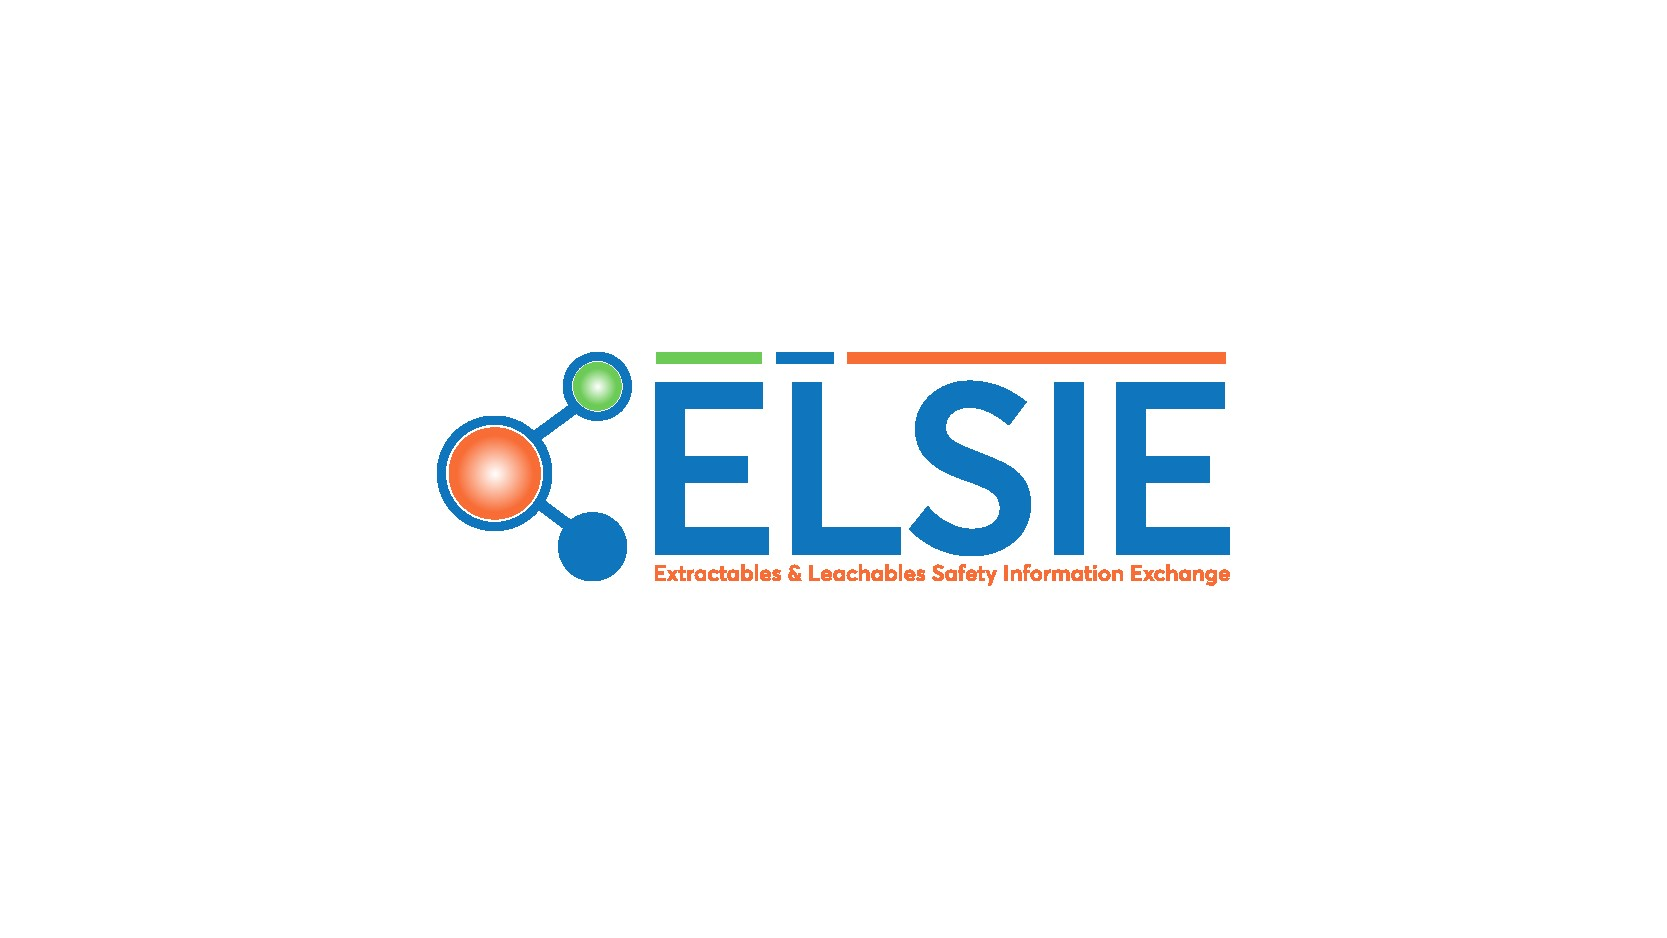 ELSIE
Extractables & Leachables Safety Information Exchange